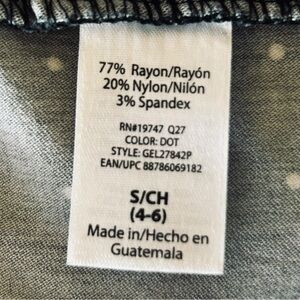 77% Rayon/Rayón
20% Nylon/Nilón
3% Spandex
RN#19747 Q27
COLOR: DOT
STYLE: GEL27842P
EAN/UPC 88786069182
S/CH
(4-6)
Made in/Hecho en
Guatemala